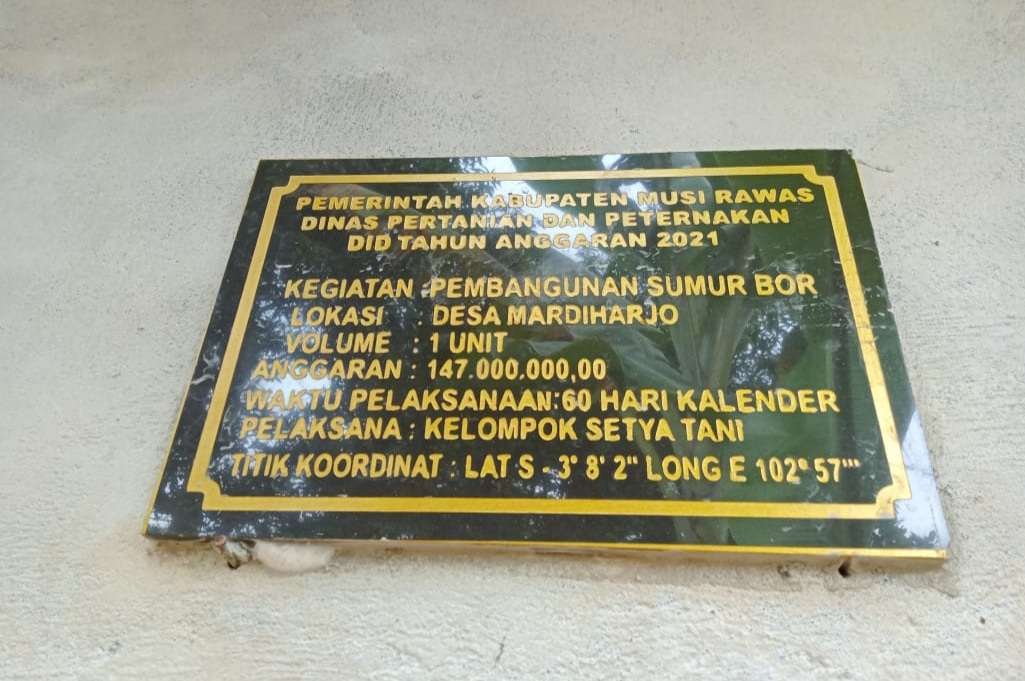 PEMERINTAH KABUPATEN MUSI RAWAS
DINAS PERTANIAN DAN PETERNAKAN
DID TAHUN ANGGARAN 2021
KEGIATAN : PEMBANGUNAN SUMUR BOR
LOKASI : DESA MARDIHARJO
VOLUME : 1 UNIT
ANGGARAN : 147.000.000,00
WAKTU PELAKSANAAN : 60 HARI KALENDER
PELAKSANA : KELOMPOK SETYA TANI
TITIK KOORDINAT : LAT S - 3° 8' 2" LONG E 102° 57'''